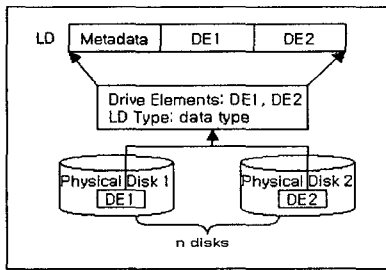 LD Metadata DE1 DE2
Drive Elements: DE1, DE2
LD Type: data type
Physical Disk 1 Physical Disk 2
DE1 DE2
n disks